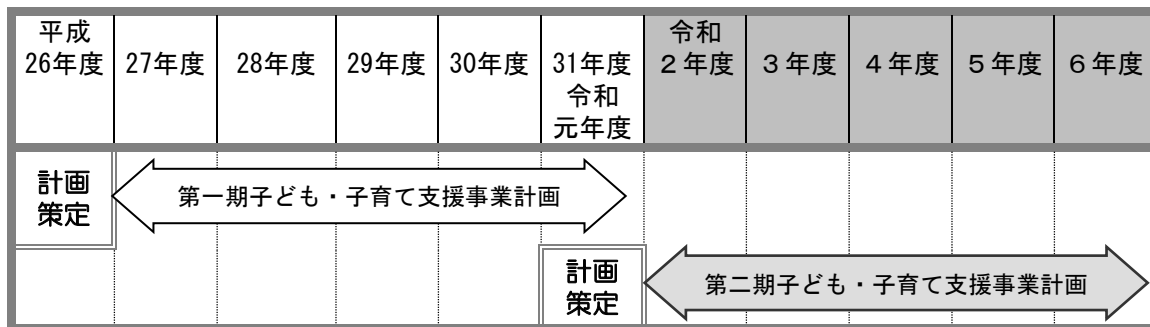 平成
26年度
27年度
28年度
29年度
30年度
31年度
令和
元年度
令和
２年度
３年度
４年度
５年度
６年度
計画
策定
第一期子ども・子育て支援事業計画
計画
策定
第二期子ども・子育て支援事業計画